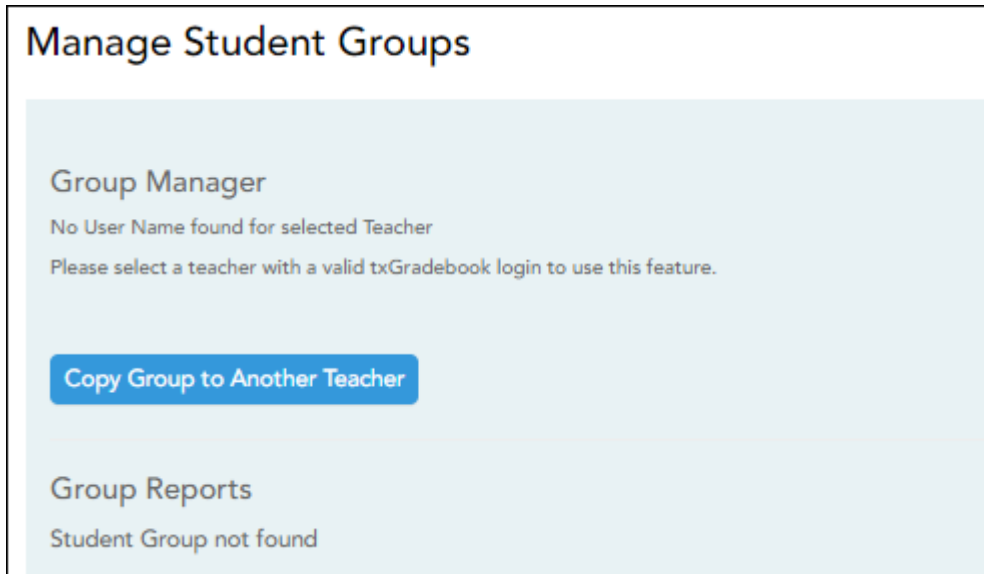 Manage Student Groups
Group Manager
No User Name found for selected Teacher
Please select a teacher with a valid txGradebook login to use this feature.
Copy Group to Another Teacher
Group Reports
Student Group not found